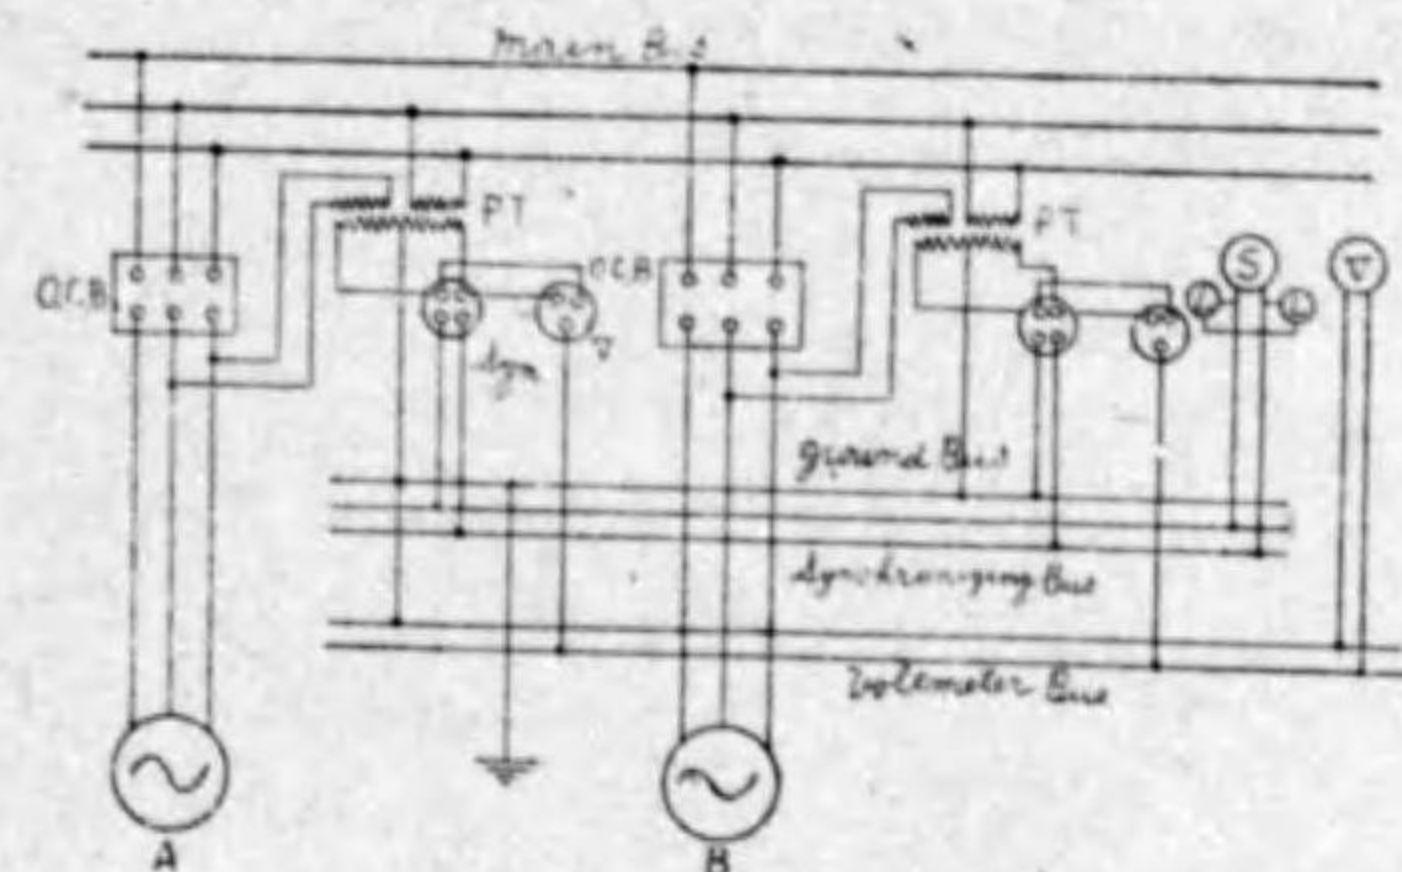 Main Bus
PT
PT
O.C.B.
O.C.B.
S
V
L
L
Syn
V
Ground Bus
Synchronizing Bus
Voltmeter Bus
A
B